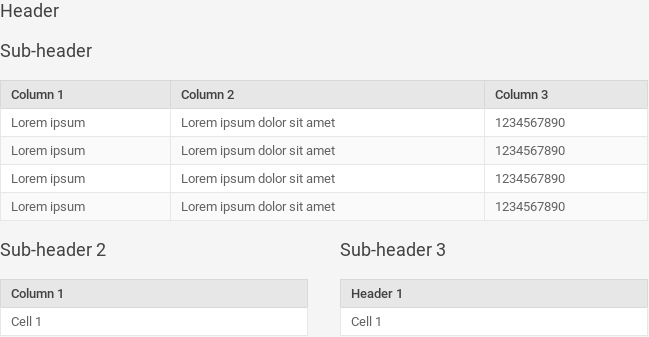 Header
Sub-header
Column 1 Column 2 Column 3
Lorem ipsum Lorem ipsum dolor sit amet 1234567890
Lorem ipsum Lorem ipsum dolor sit amet 1234567890
Lorem ipsum Lorem ipsum dolor sit amet 1234567890
Lorem ipsum Lorem ipsum dolor sit amet 1234567890
Sub-header 2
Column 1
Cell 1
Sub-header 3
Header 1
Cell 1